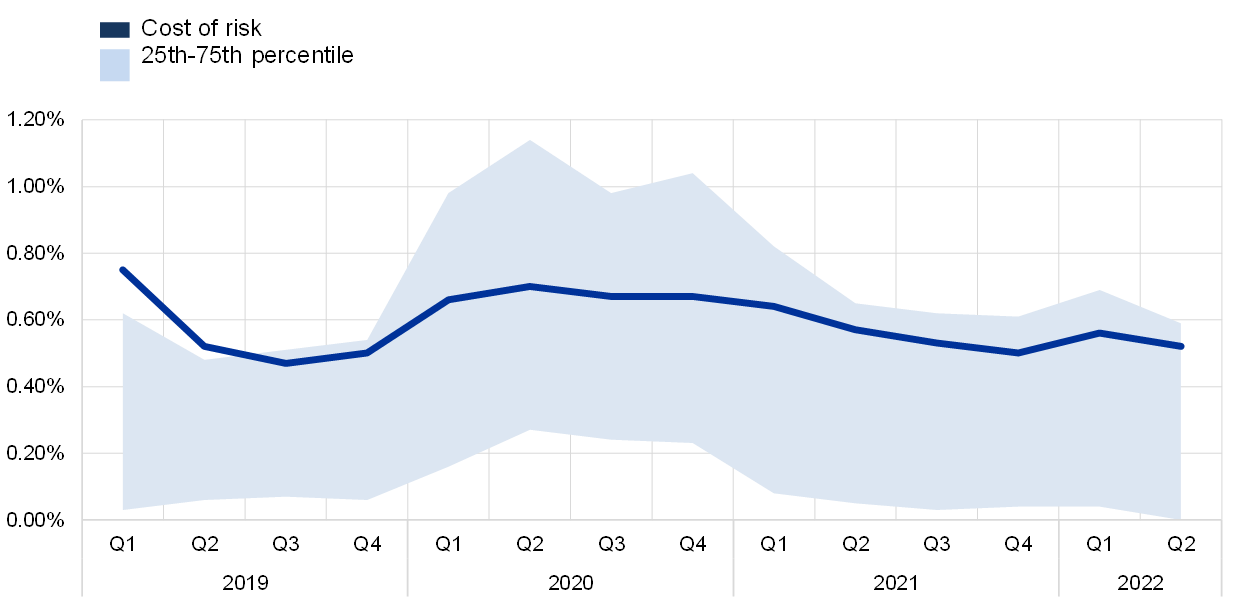 Cost of risk
25th-75th percentile
1.20%
1.00%
0.80%
0.60%
0.40%
0.20%
0.00%
Q1 Q2 Q3 Q4 Q1 Q2 Q3 Q4 Q1 Q2 Q3 Q4 Q1 Q2
2019 2020 2021 2022